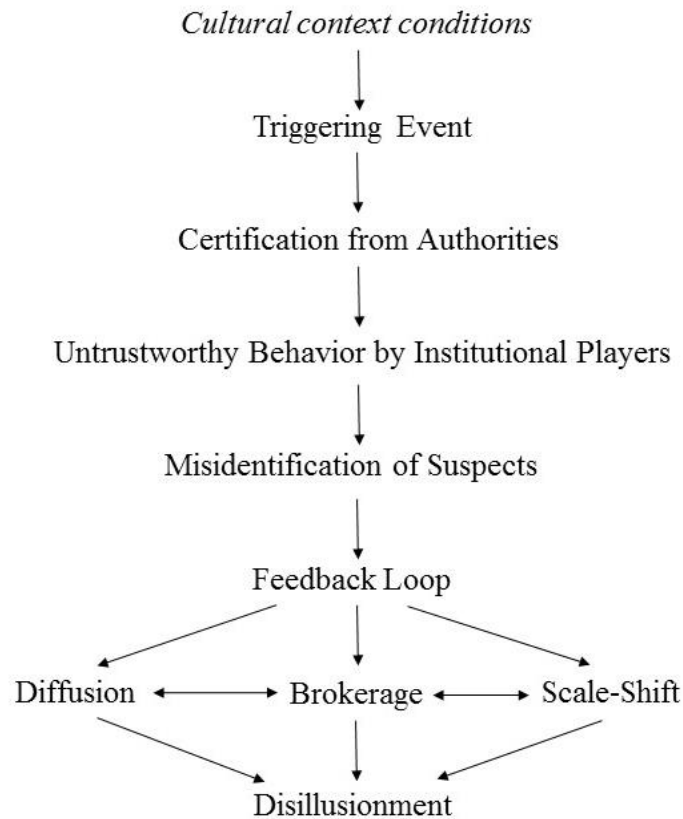 Cultural context conditions
Triggering Event
Certification from Authorities
Untrustworthy Behavior by Institutional Players
Misidentification of Suspects
Feedback Loop
Diffusion Brokerage Scale-Shift
Disillusionment